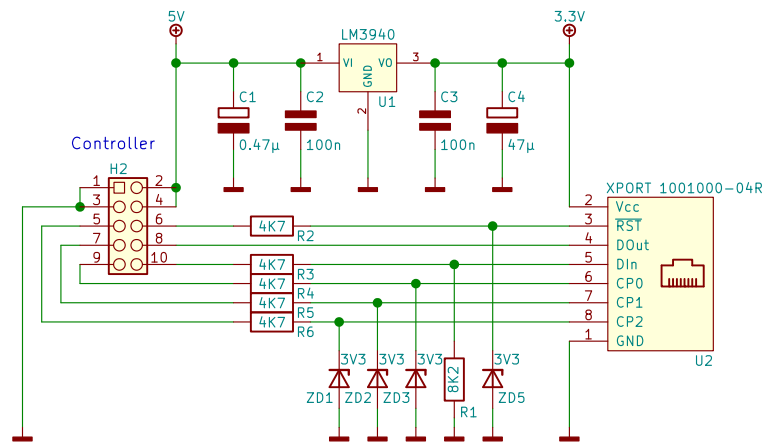 5V
3.3V
LM3940
1
VI
VO
3
GND
2
U1
C1
0.47µ
C2
100n
C3
100n
C4
47µ
Controller
H2
1
2
3
4
5
6
7
8
9
10
4K7
R2
4K7
R3
4K7
R4
4K7
R5
4K7
R6
XPORT 1001000-04R
2 Vcc
3 RST
4 DOut
5 DIn
6 CP0
7 CP1
8 CP2
1 GND
U2
3V3
ZD1
3V3
ZD2
3V3
ZD3
8K2
R1
3V3
ZD5